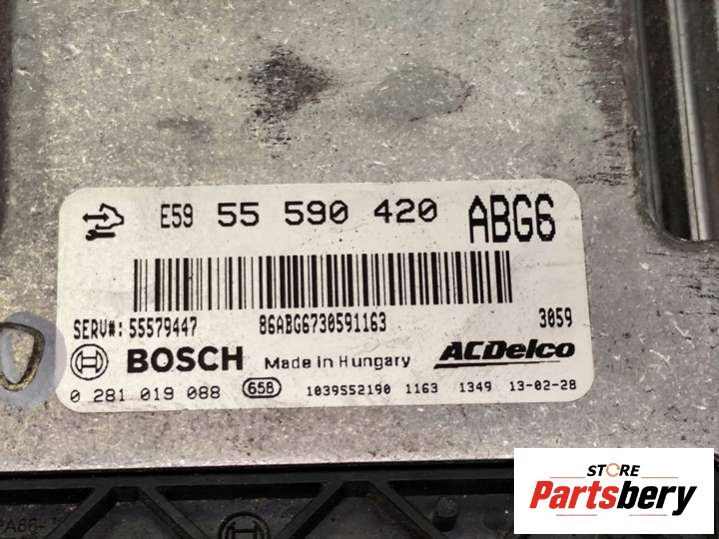 E59 55 590 420 ABG6
SERV#: 55579447 86ABG6730591163 3059
BOSCH Made in Hungary ACDelco
0 281 019 088 65B 1039S52190 1163 1349 13-02-28
STORE
Partsbery